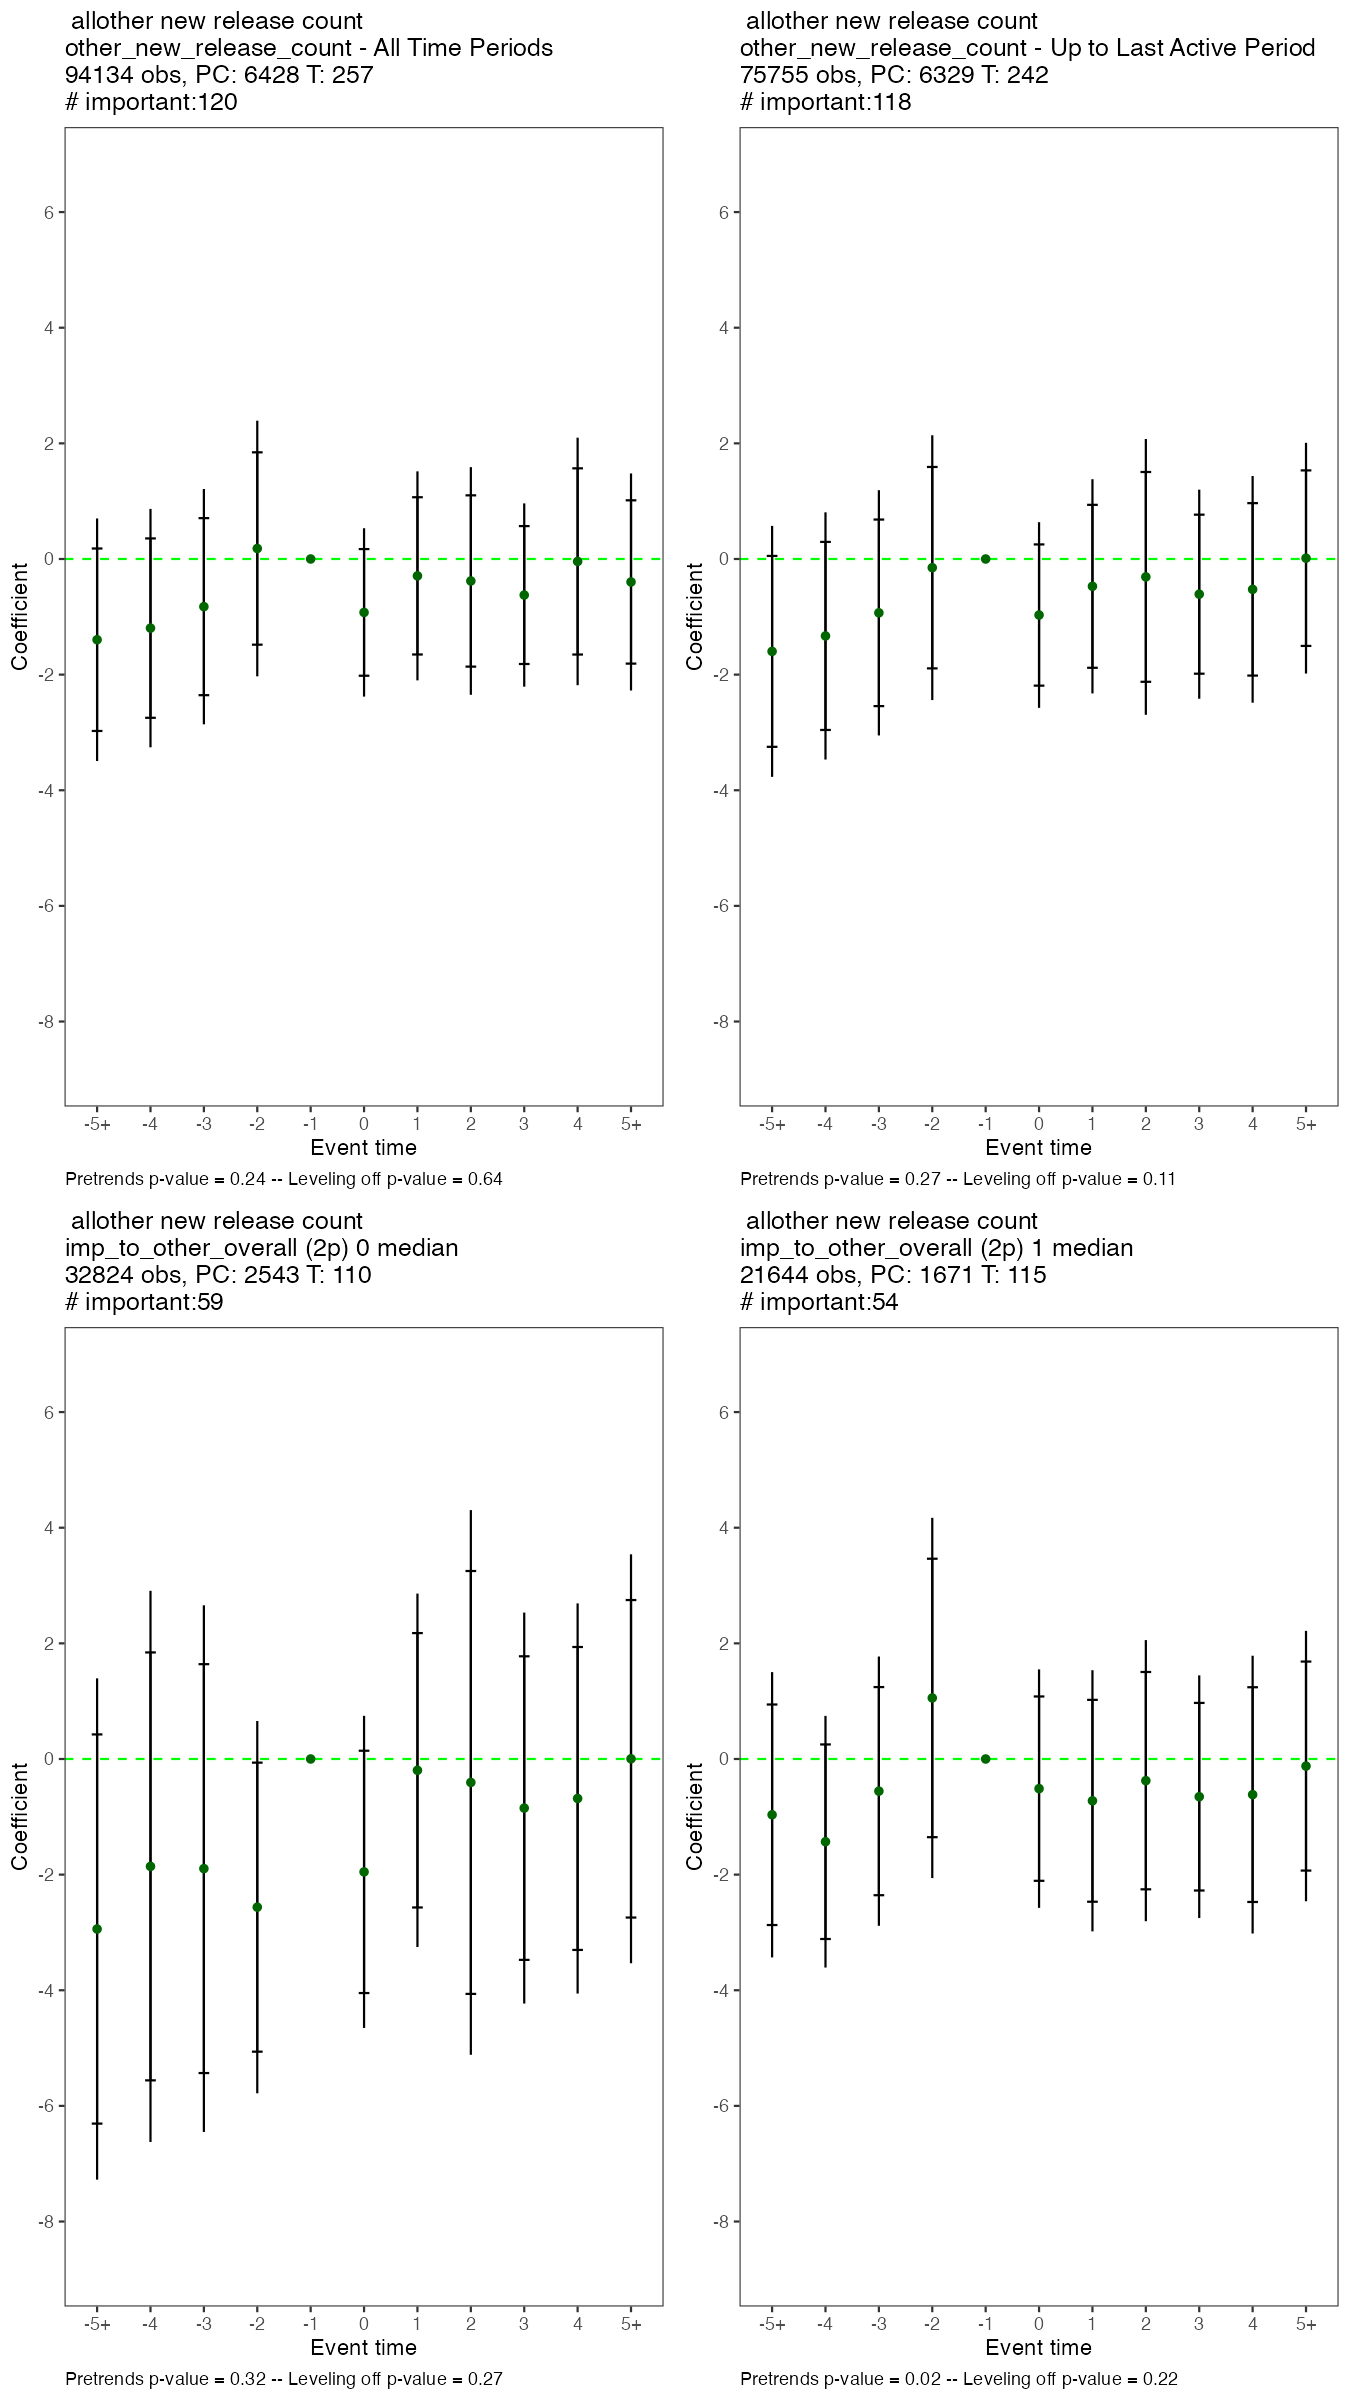 allother new release count
other_new_release_count - All Time Periods
94134 obs, PC: 6428 T: 257
# important:120
6
4
2
0
-2
-4
-6
-8
Coefficient
-5+ -4 -3 -2 -1 0 1 2 3 4 5+
Event time
Pretrends p-value = 0.24 -- Leveling off p-value = 0.64
allother new release count
other_new_release_count - Up to Last Active Period
75755 obs, PC: 6329 T: 242
# important:118
6
4
2
0
-2
-4
-6
-8
Coefficient
-5+ -4 -3 -2 -1 0 1 2 3 4 5+
Event time
Pretrends p-value = 0.27 -- Leveling off p-value = 0.11
allother new release count
imp_to_other_overall (2p) 0 median
32824 obs, PC: 2543 T: 110
# important:59
6
4
2
0
-2
-4
-6
-8
Coefficient
-5+ -4 -3 -2 -1 0 1 2 3 4 5+
Event time
Pretrends p-value = 0.32 -- Leveling off p-value = 0.27
allother new release count
imp_to_other_overall (2p) 1 median
21644 obs, PC: 1671 T: 115
# important:54
6
4
2
0
-2
-4
-6
-8
Coefficient
-5+ -4 -3 -2 -1 0 1 2 3 4 5+
Event time
Pretrends p-value = 0.02 -- Leveling off p-value = 0.22